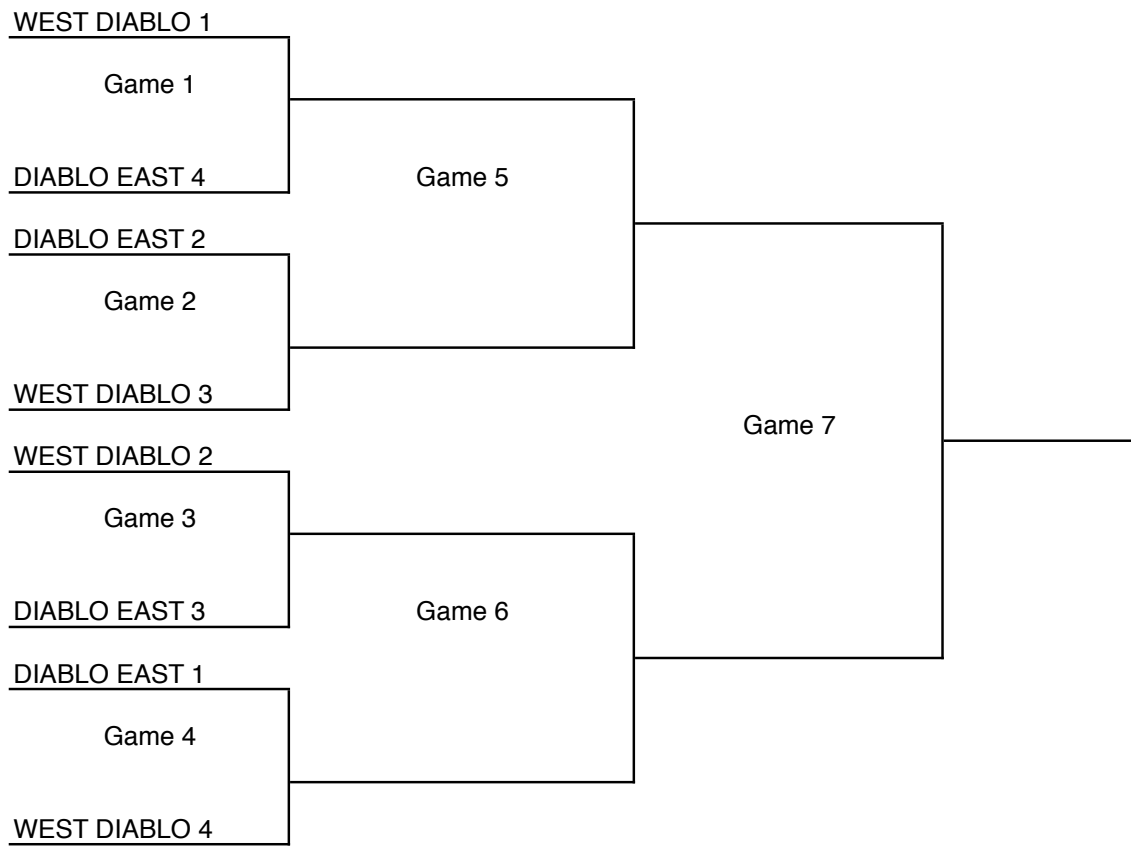 WEST DIABLO 1
Game 1
DIABLO EAST 4
Game 5
DIABLO EAST 2
Game 2
WEST DIABLO 3
Game 7
WEST DIABLO 2
Game 3
DIABLO EAST 3
Game 6
DIABLO EAST 1
Game 4
WEST DIABLO 4